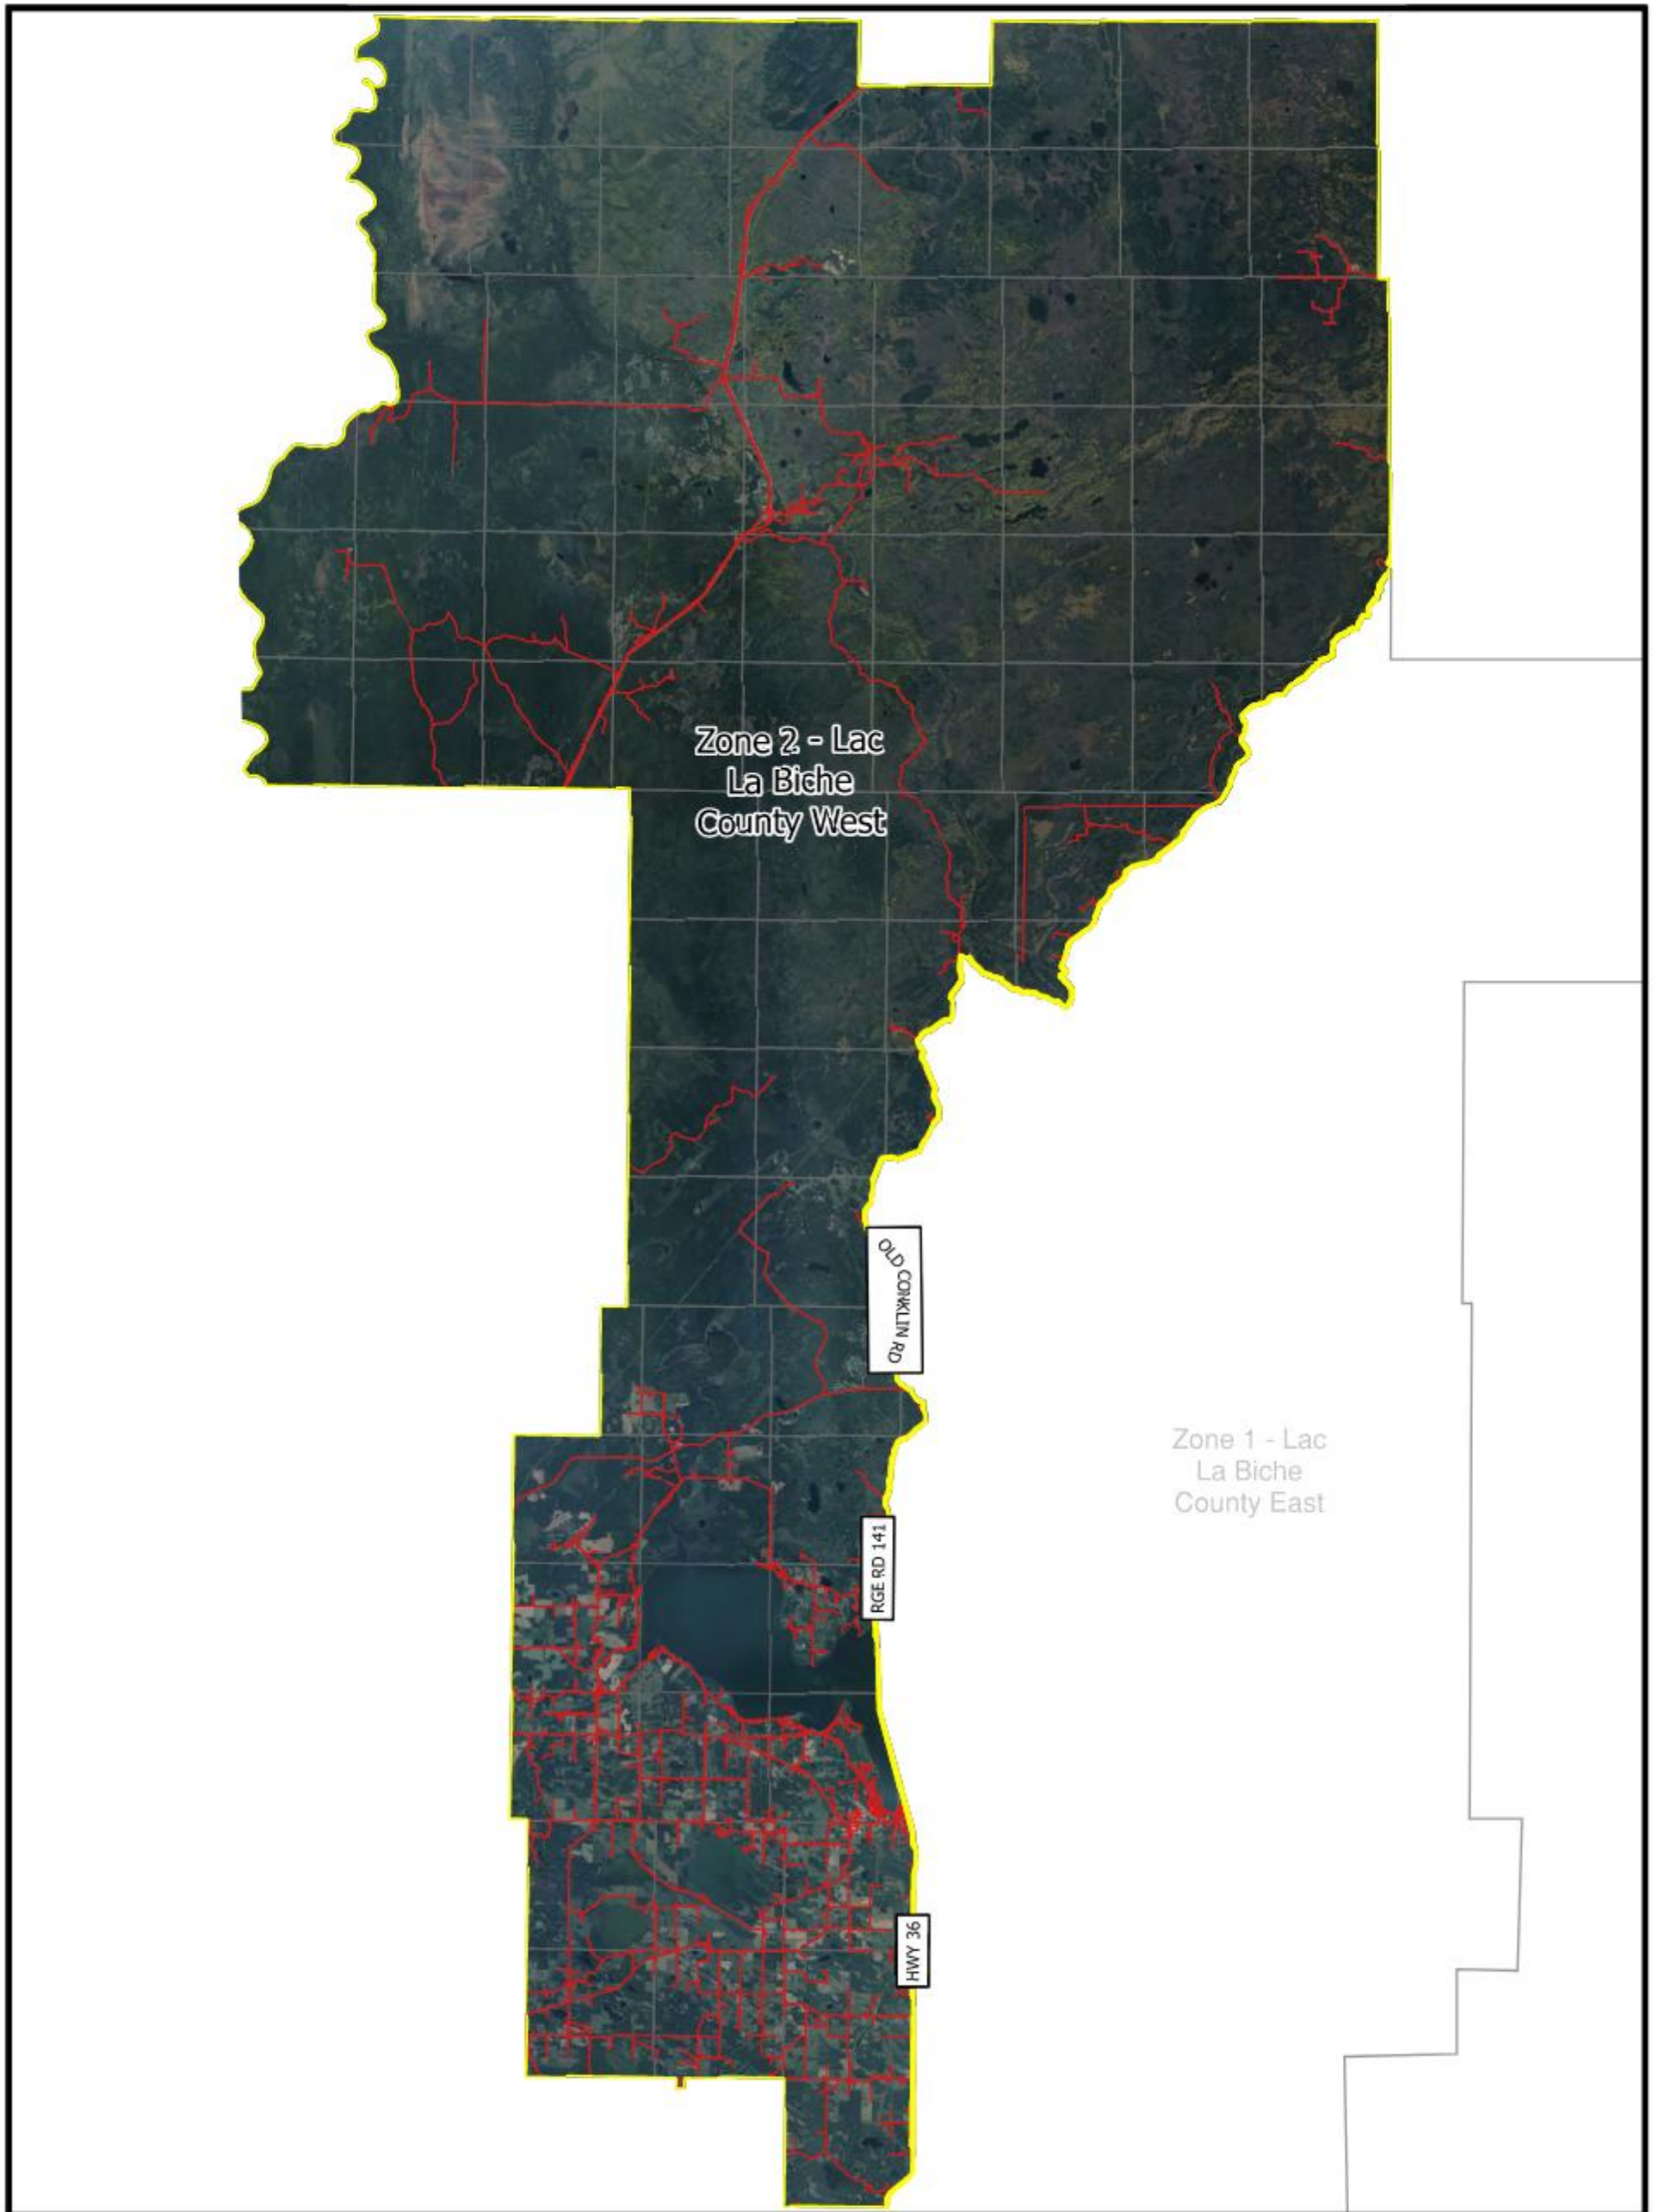 Zone 2 - Lac
La Biche
County West
OLD CONKLIN RD
Zone 1 - Lac
La Biche
County East
RGE RD 141
HWY 36